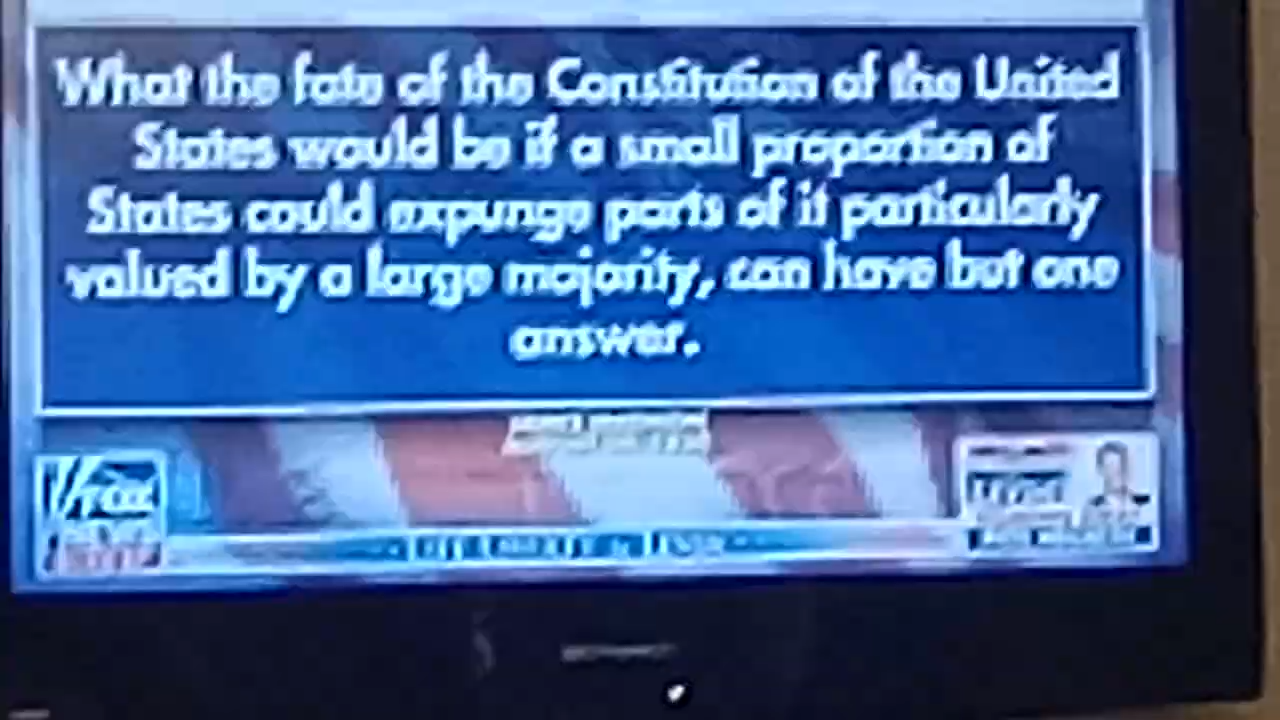 What the fate of the Constitution of the United
States would be if a small proportion of
States could expunge parts of it particularly
valued by a large majority, can have but one
answer.
FOX